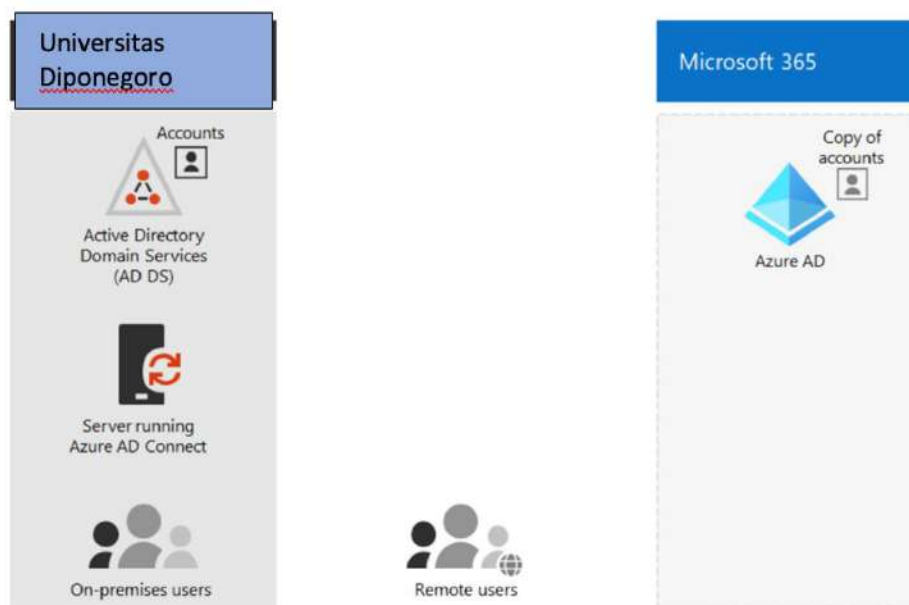 Universitas
Diponegoro
Microsoft 365
Accounts
Active Directory
Domain Services
(AD DS)
Copy of
accounts
Azure AD
Server running
Azure AD Connect
On-premises users
Remote users